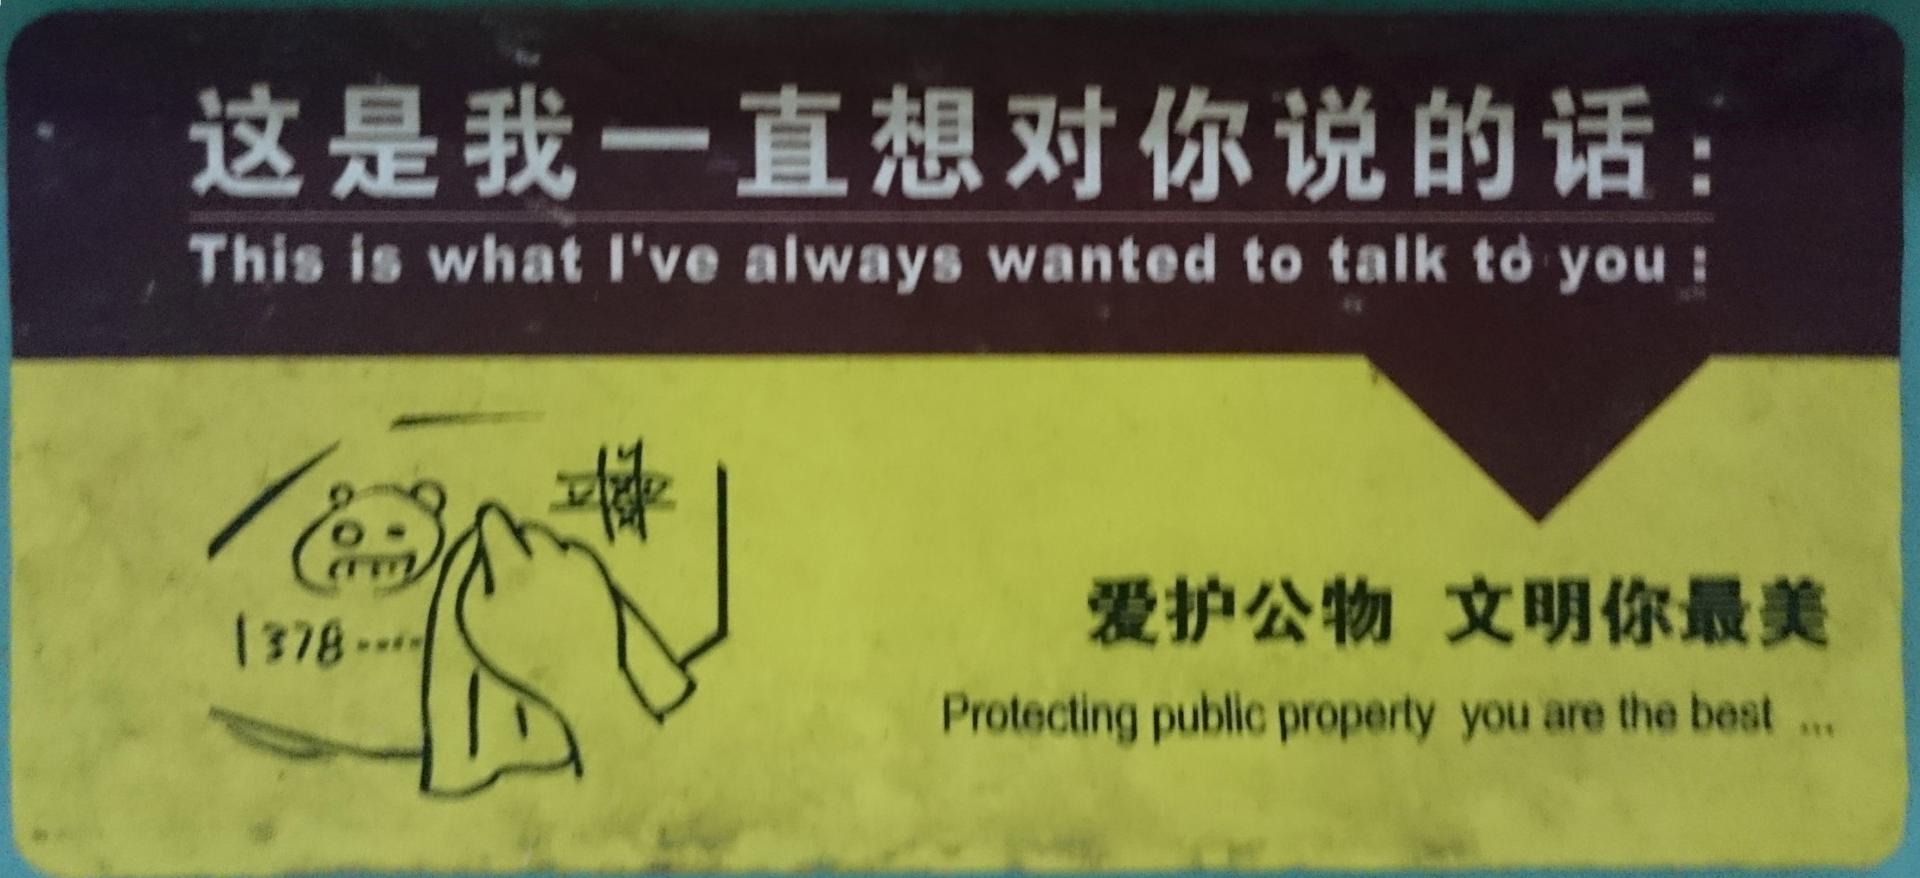 这是我一直想对你说的话：
This is what I've always wanted to talk to you :
1378-----
爱护公物 文明你最美
Protecting public property you are the best ...